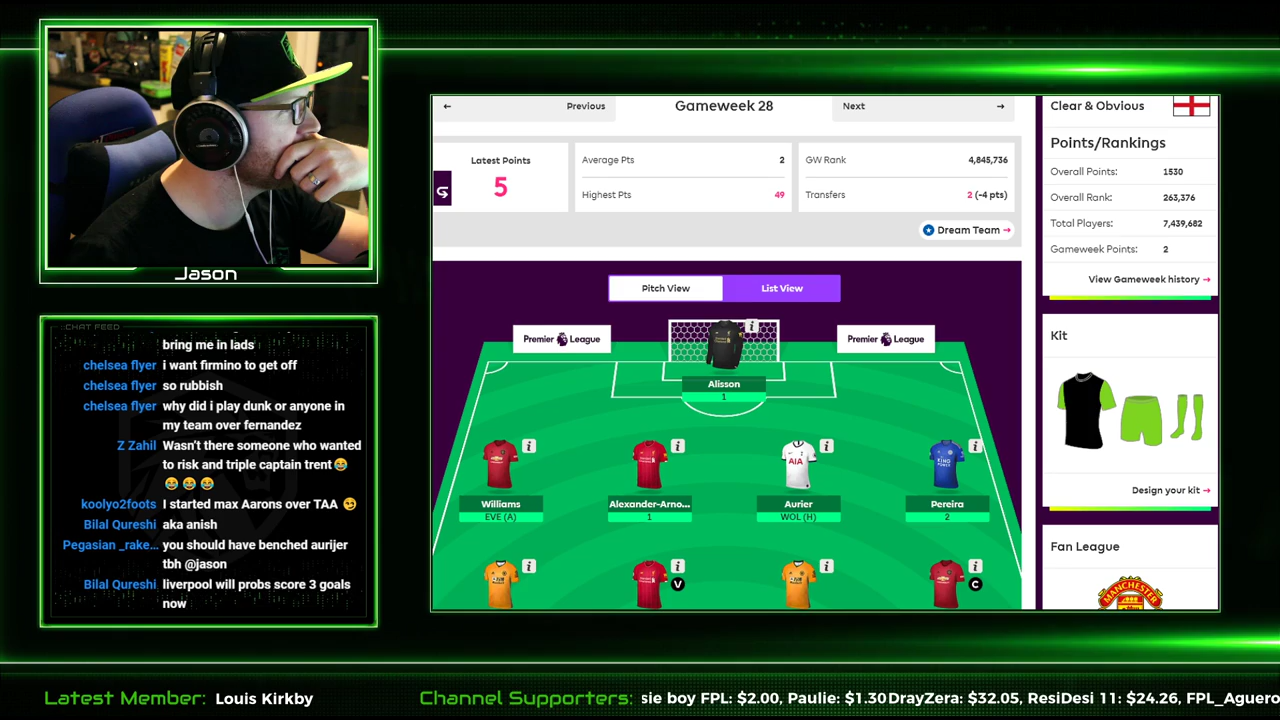 Jason
CHAT FEED
bring me in lads
chelsea flyer i want firmino to get off
chelsea flyer so rubbish
chelsea flyer why did i play dunk or anyone in
my team over fernandez
Z Zahil Wasn't there someone who wanted
to risk and triple captain trent😂
😂 😂 😂
koolyo2foots I started max Aarons over TAA 😏
Bilal Qureshi aka anish
Pegasian _rake... you should have benched aurijer
tbh @jason
Bilal Qureshi liverpool will probs score 3 goals
now
← Previous
Gameweek 28
Next →
Latest Points
5
Average Pts 2
Highest Pts 49
GW Rank 4,845,736
Transfers 2 (-4 pts)
Dream Team →
Pitch View
List View
Premier League
Premier League
Alisson
1
Williams
EVE (A)
Alexander-Arno...
1
AIA
Aurier
WOL (H)
KING POWER
Pereira
2
V
C
Clear & Obvious
Points/Rankings
Overall Points: 1530
Overall Rank: 263,376
Total Players: 7,439,682
Gameweek Points: 2
View Gameweek history →
Kit
Design your kit →
Fan League
MANCHESTER
Latest Member: Louis Kirkby
Channel Supporters: sie boy FPL: $2.00, Paulie: $1.30DrayZera: $32.05, ResiDesi 11: $24.26, FPL_Aguero